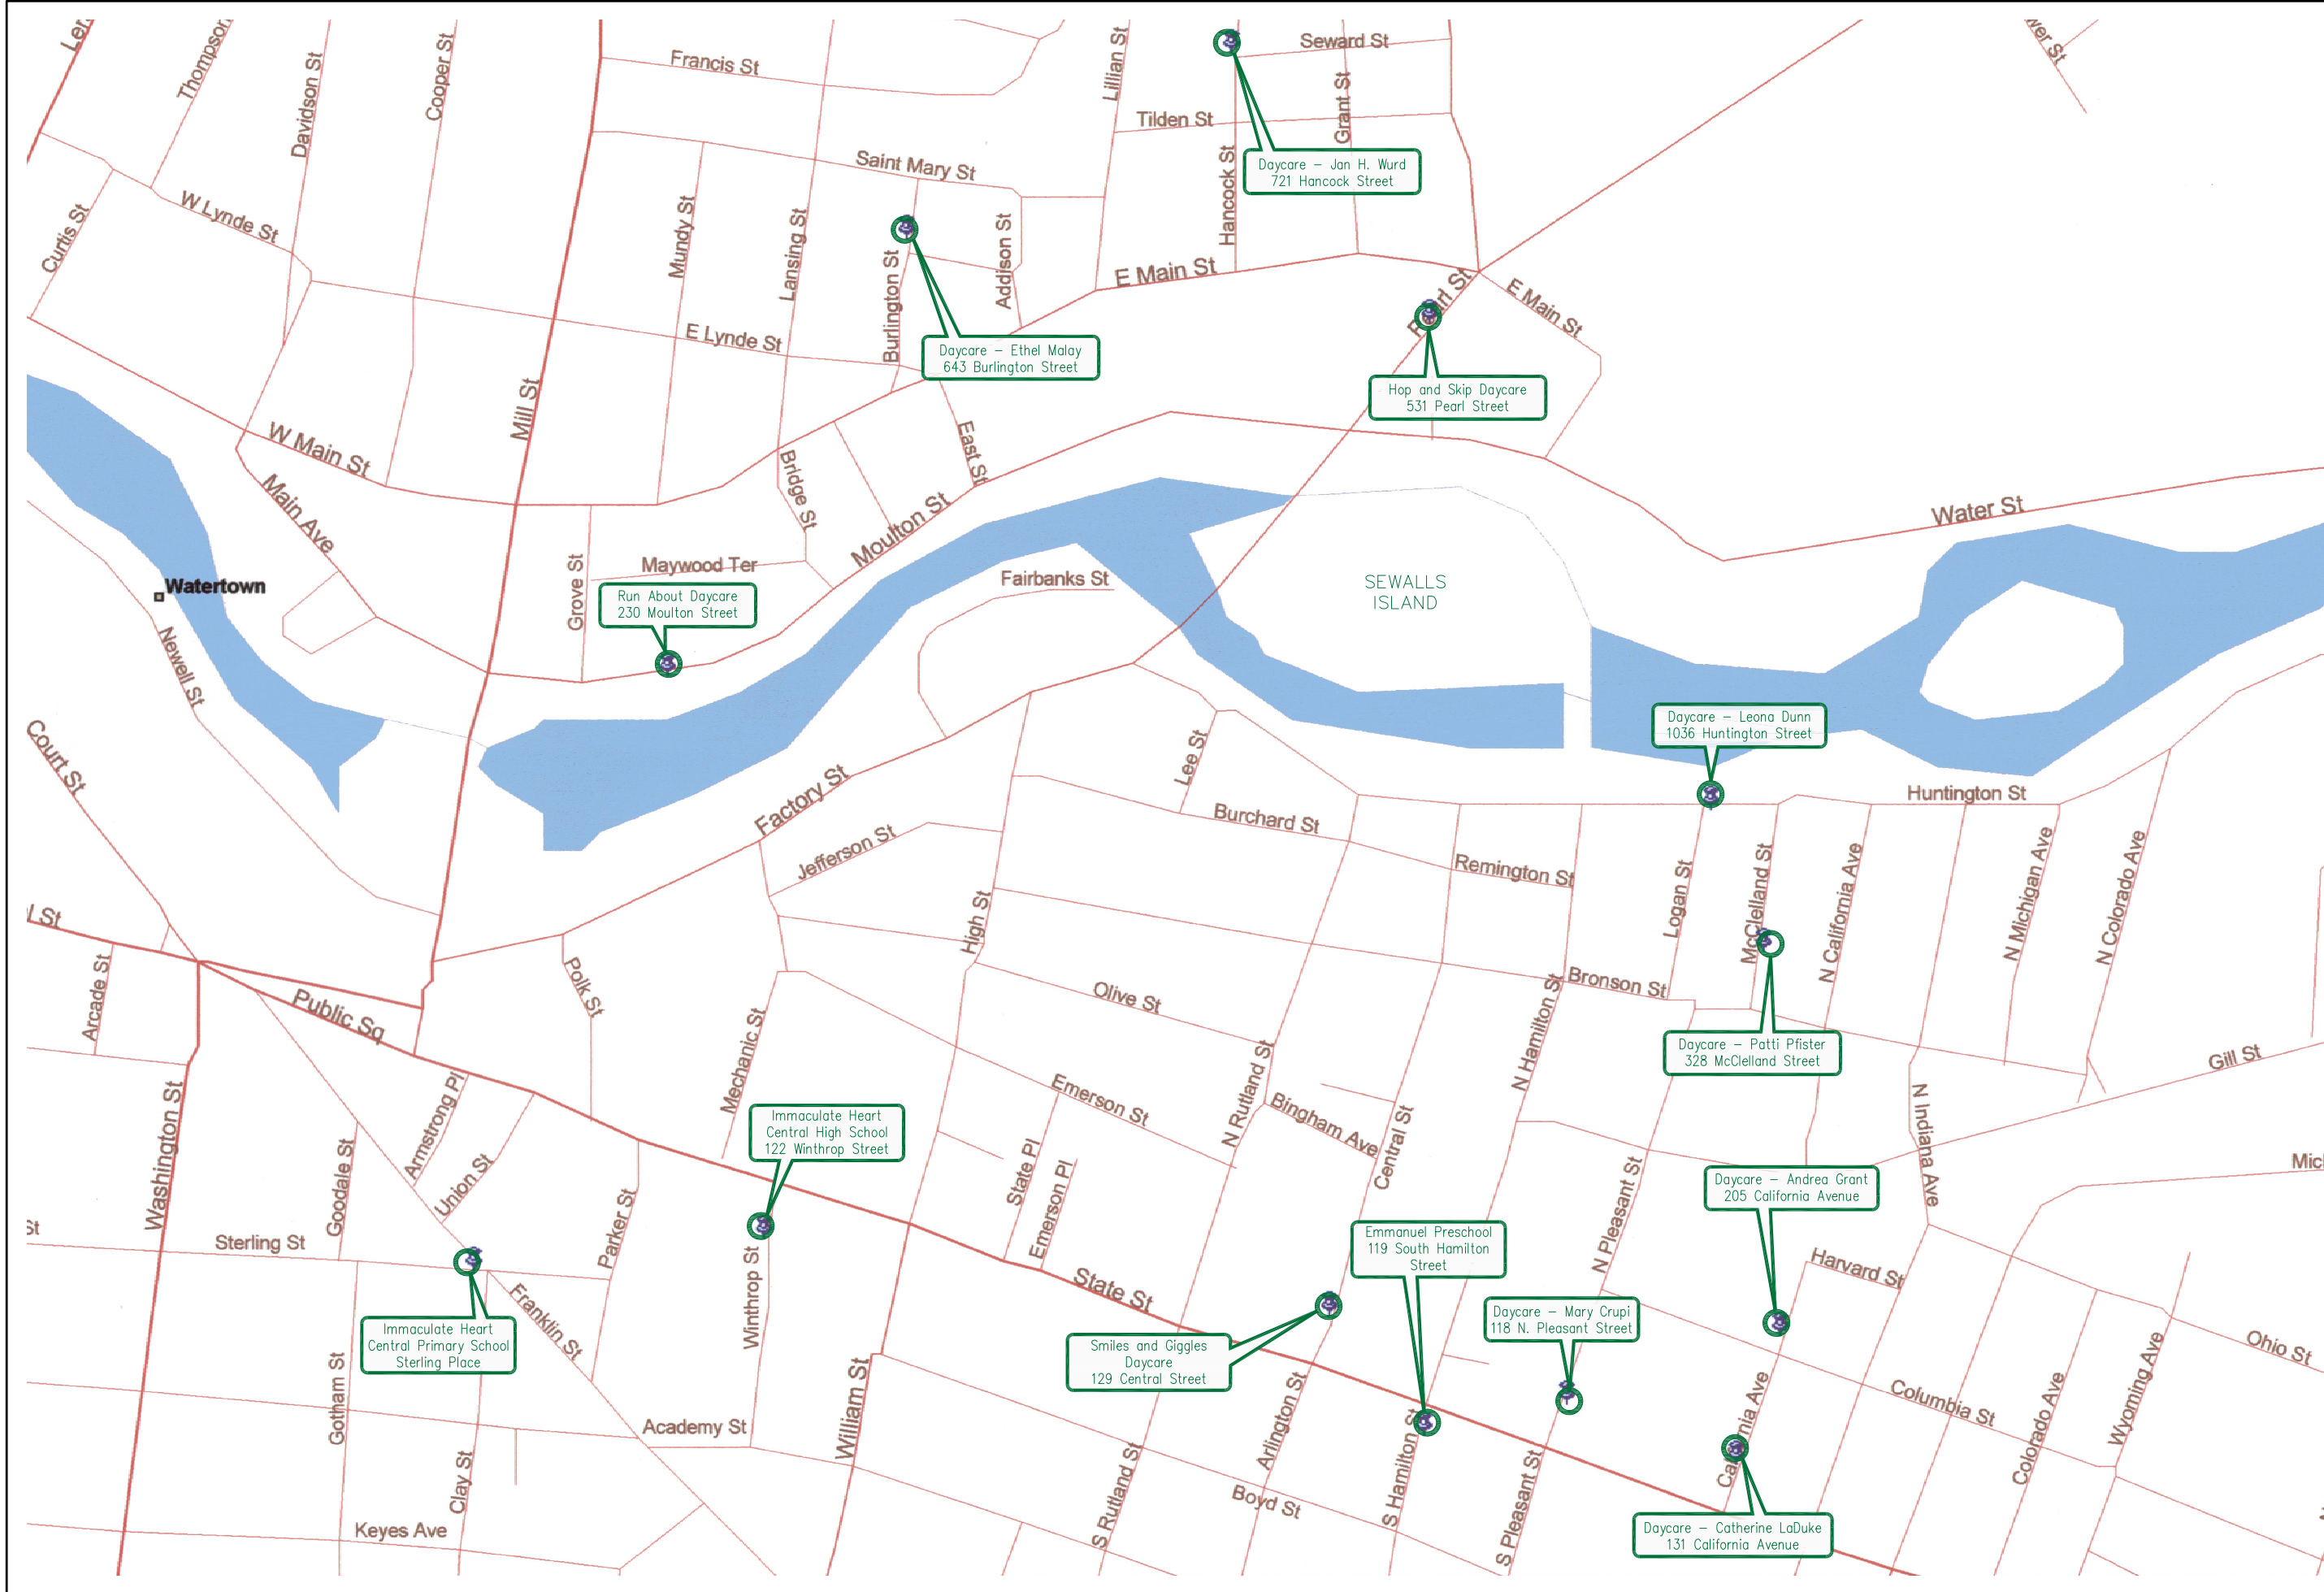 Thompson
Davidson St
Cooper St
Francis St
Lillian St
Seward St
Grant St
Tilden St
Hancock St
Daycare – Jan H. Wurd
721 Hancock Street
Saint Mary St
W Lynde St
Curtis St
Mundy St
Lansing St
Burlington St
Addison St
E Main St
E Main St
E Lynde St
Daycare – Ethel Malay
643 Burlington Street
Hop and Skip Daycare
531 Pearl Street
Mill St
W Main St
Main Ave
East St
Bridge St
Moulton St
Water St
Grove St
Maywood Ter
Fairbanks St
SEWALLS
ISLAND
Watertown
Run About Daycare
230 Moulton Street
Newell St
Court St
Daycare – Leona Dunn
1036 Huntington Street
Lee St
Factory St
Huntington St
Burchard St
Jefferson St
Remington St
Logan St
McClelland St
N California Ave
N Michigan Ave
N Colorado Ave
High St
l St
Arcade St
Polk St
Public Sq
Olive St
Bronson St
Mechanic St
N Hamilton St
Daycare – Patti Pfister
328 McClelland Street
Gill St
Washington St
Armstrong Pl
Emerson St
N Rutland St
Bingham Ave
Central St
N Indiana Ave
Immaculate Heart
Central High School
122 Winthrop Street
Goodale St
Union St
State Pl
Emerson Pl
N Pleasant St
Mic
Daycare – Andrea Grant
205 California Avenue
St
Sterling St
Parker St
Winthrop St
Emmanuel Preschool
119 South Hamilton
Street
Harvard St
State St
Franklin St
Immaculate Heart
Central Primary School
Sterling Place
Smiles and Giggles
Daycare
129 Central Street
Daycare – Mary Crupi
118 N. Pleasant Street
Ohio St
Gotham St
William St
Arlington St
Columbia St
Colorado Ave
Wyoming Ave
Academy St
Clay St
S Rutland St
Boyd St
S Hamilton St
S Pleasant St
Keyes Ave
Daycare – Catherine LaDuke
131 California Avenue